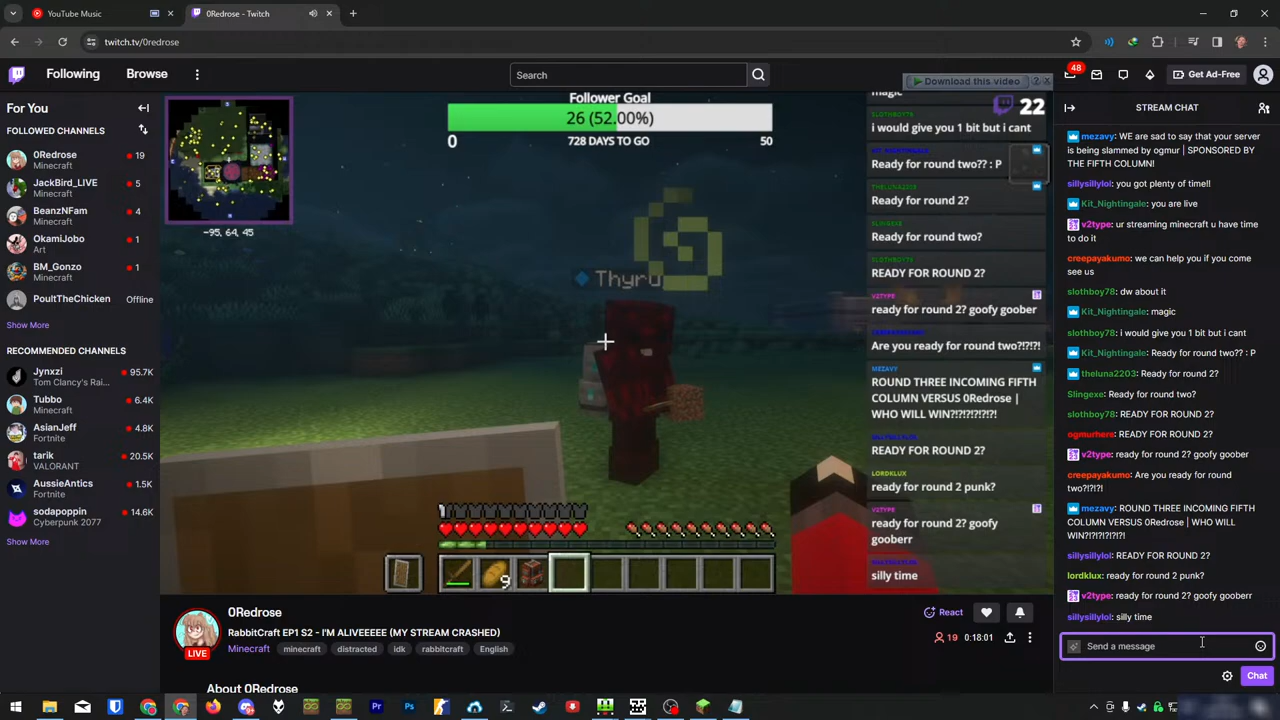 YouTube Music
0Redrose - Twitch
twitch.tv/0redrose
Following
Browse
Search
Download this video
48
Get Ad-Free
For You
FOLLOWED CHANNELS
0Redrose
Minecraft
19
JackBird_LIVE
Minecraft
5
BeanzNFam
Minecraft
4
OkamiJobo
Art
1
BM_Gonzo
Minecraft
1
PoultTheChicken
Offline
Show More
RECOMMENDED CHANNELS
Jynxzi
Tom Clancy's Rai...
95.7K
Tubbo
Minecraft
6.4K
AsianJeff
Fortnite
4.8K
tarik
VALORANT
20.5K
AussieAntics
Fortnite
1.5K
sodapoppin
Cyberpunk 2077
14.6K
Show More
-95, 64, 45
Follower Goal
26 (52.00%)
0
728 DAYS TO GO
50
Thyru
9
22
magic
SLOTHBOY78
i would give you 1 bit but i cant
KIT_NIGHTINGALE
Ready for round two?? : P
THELUNA2203
Ready for round 2?
SLINGEXE
Ready for round two?
SLOTHBOY78
READY FOR ROUND 2?
V2TYPE
ready for round 2? goofy goober
CREEPAYAKUMO
Are you ready for round two?!?!?!
MEZAVY
ROUND THREE INCOMING FIFTH
COLUMN VERSUS 0Redrose |
WHO WILL WIN?!?!?!?!?!?!
SILLYSILLYLOL
READY FOR ROUND 2?
LORDKLUX
ready for round 2 punk?
V2TYPE
ready for round 2? goofy
gooberr
SILLYSILLYLOL
silly time
LIVE
0Redrose
RabbitCraft EP1 S2 - I'M ALIVEEEEE (MY STREAM CRASHED)
Minecraft
minecraft
distracted
idk
rabbitcraft
English
React
19
0:18:01
About 0Redrose
STREAM CHAT
mezavy: WE are sad to say that your server
is being slammed by ogmur | SPONSORED BY
THE FIFTH COLUMN!
sillysillylol: you got plenty of time!!
Kit_Nightingale: you are live
v2type: ur streaming minecraft u have time
to do it
creepayakumo: we can help you if you come
see us
slothboy78: dw about it
Kit_Nightingale: magic
slothboy78: i would give you 1 bit but i cant
Kit_Nightingale: Ready for round two?? : P
theluna2203: Ready for round 2?
Slingexe: Ready for round two?
slothboy78: READY FOR ROUND 2?
ogmurhere: READY FOR ROUND 2?
v2type: ready for round 2? goofy goober
creepayakumo: Are you ready for round
two?!?!?!
mezavy: ROUND THREE INCOMING FIFTH
COLUMN VERSUS 0Redrose | WHO WILL
WIN?!?!?!?!?!?!
sillysillylol: READY FOR ROUND 2?
lordklux: ready for round 2 punk?
v2type: ready for round 2? goofy gooberr
sillysillylol: silly time
Send a message
Chat